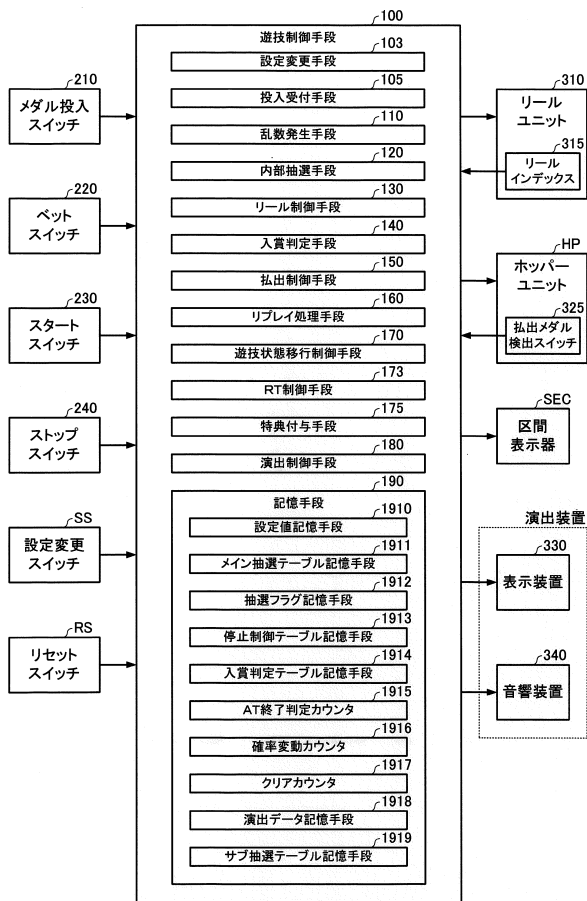 100
遊技制御手段
103
設定変更手段
105
投入受付手段
110
乱数発生手段
120
内部抽選手段
130
リール制御手段
140
入賞判定手段
150
払出制御手段
160
リプレイ処理手段
170
遊技状態移行制御手段
173
RT制御手段
175
特典付与手段
180
演出制御手段
190
記憶手段
1910
設定値記憶手段
1911
メイン抽選テーブル記憶手段
1912
抽選フラグ記憶手段
1913
停止制御テーブル記憶手段
1914
入賞判定テーブル記憶手段
1915
AT終了判定カウンタ
1916
確率変動カウンタ
1917
クリアカウンタ
1918
演出データ記憶手段
1919
サブ抽選テーブル記憶手段
210
メダル投入
スイッチ
220
ベット
スイッチ
230
スタート
スイッチ
240
ストップ
スイッチ
SS
設定変更
スイッチ
RS
リセット
スイッチ
310
リール
ユニット
315
リール
インデックス
HP
ホッパー
ユニット
325
払出メダル
検出スイッチ
SEC
区間
表示器
演出装置
330
表示装置
340
音響装置